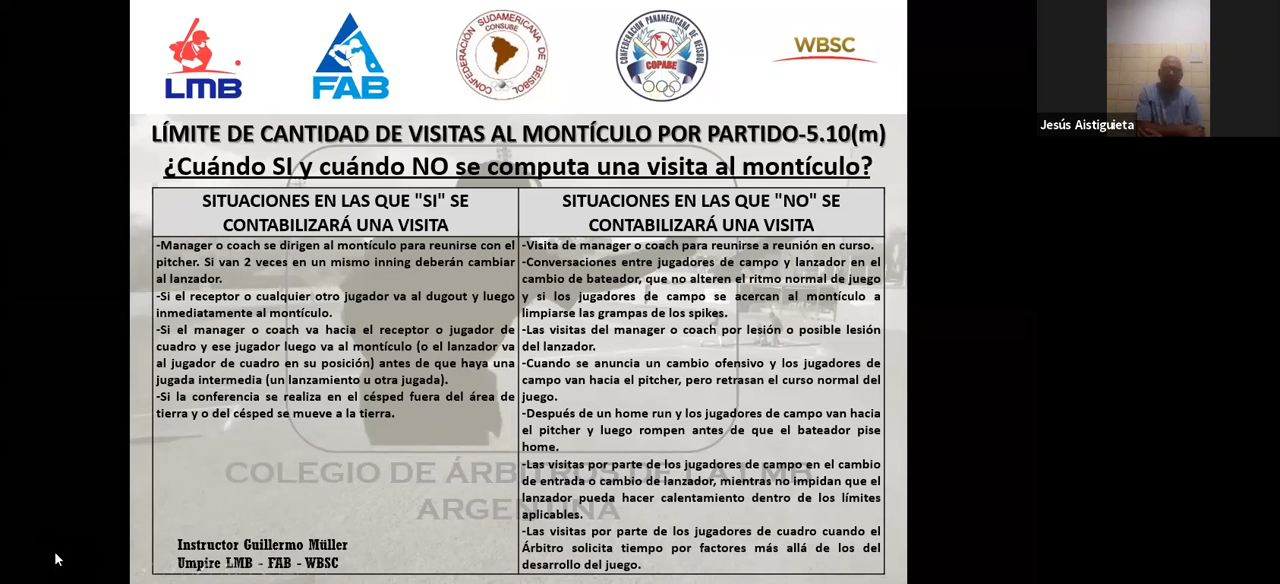 LMB
FAB
CONFEDERACIÓN SUDAMERICANA DE BEISBOL
CONSUBE
CONFEDERACION PANAMERICANA DE BEISBOL
COPABE
WBSC
Jesús Aistiguieta
LÍMITE DE CANTIDAD DE VISITAS AL MONTÍCULO POR PARTIDO-5.10(m)
¿Cuándo SI y cuándo NO se computa una visita al montículo?
SITUACIONES EN LAS QUE "SI" SE
CONTABILIZARÁ UNA VISITA
-Manager o coach se dirigen al montículo para reunirse con el
pitcher. Si van 2 veces en un mismo inning deberán cambiar
al lanzador.
-Si el receptor o cualquier otro jugador va al dugout y luego
inmediatamente al montículo.
-Si el manager o coach va hacia el receptor o jugador de
cuadro y ese jugador luego va al montículo (o el lanzador va
al jugador de cuadro en su posición) antes de que haya una
jugada intermedia (un lanzamiento u otra jugada).
-Si la conferencia se realiza en el césped fuera del área de
tierra y o del césped se mueve a la tierra.
SITUACIONES EN LAS QUE "NO" SE
CONTABILIZARÁ UNA VISITA
-Visita de manager o coach para reunirse a reunión en curso.
-Conversaciones entre jugadores de campo y lanzador en el
cambio de bateador, que no alteren el ritmo normal de juego
y si los jugadores de campo se acercan al montículo a
limpiarse las grampas de los spikes.
-Las visitas del manager o coach por lesión o posible lesión
del lanzador.
-Cuando se anuncia un cambio ofensivo y los jugadores de
campo van hacia el pitcher, pero retrasan el curso normal del
juego.
-Después de un home run y los jugadores de campo van hacia
el pitcher y luego rompen antes de que el bateador pise
home.
-Las visitas por parte de los jugadores de campo en el cambio
de entrada o cambio de lanzador, mientras no impidan que el
lanzador pueda hacer calentamiento dentro de los límites
aplicables.
-Las visitas por parte de los jugadores de cuadro cuando el
Árbitro solicita tiempo por factores más allá de los del
desarrollo del juego.
COLEGIO DE ÁRBITROS DE LA LMB
ARGENTINA
Instructor Guillermo Müller
Umpire LMB - FAB - WBSC